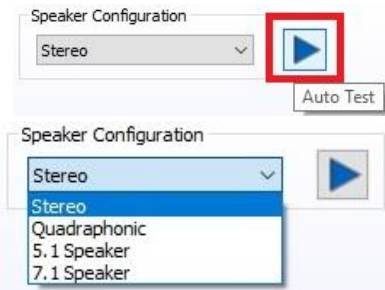 Speaker Configuration
Stereo
Auto Test
Speaker Configuration
Stereo
Stereo
Quadraphonic
5.1 Speaker
7.1 Speaker